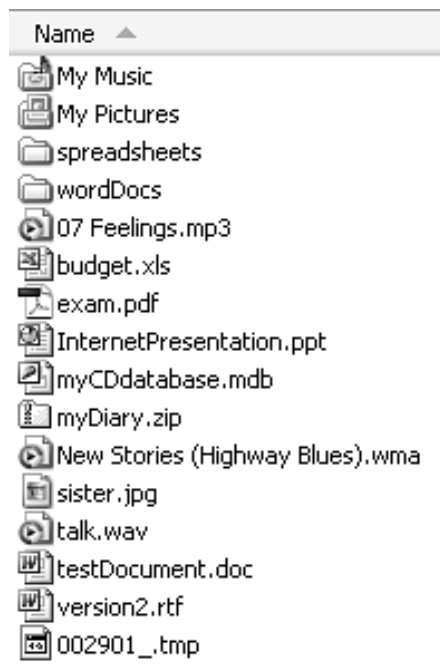 Name
My Music
My Pictures
spreadsheets
wordDocs
07 Feelings.mp3
budget.xls
exam.pdf
InternetPresentation.ppt
myCDdatabase.mdb
myDiary.zip
New Stories (Highway Blues).wma
sister.jpg
talk.wav
testDocument.doc
version2.rtf
002901_.tmp